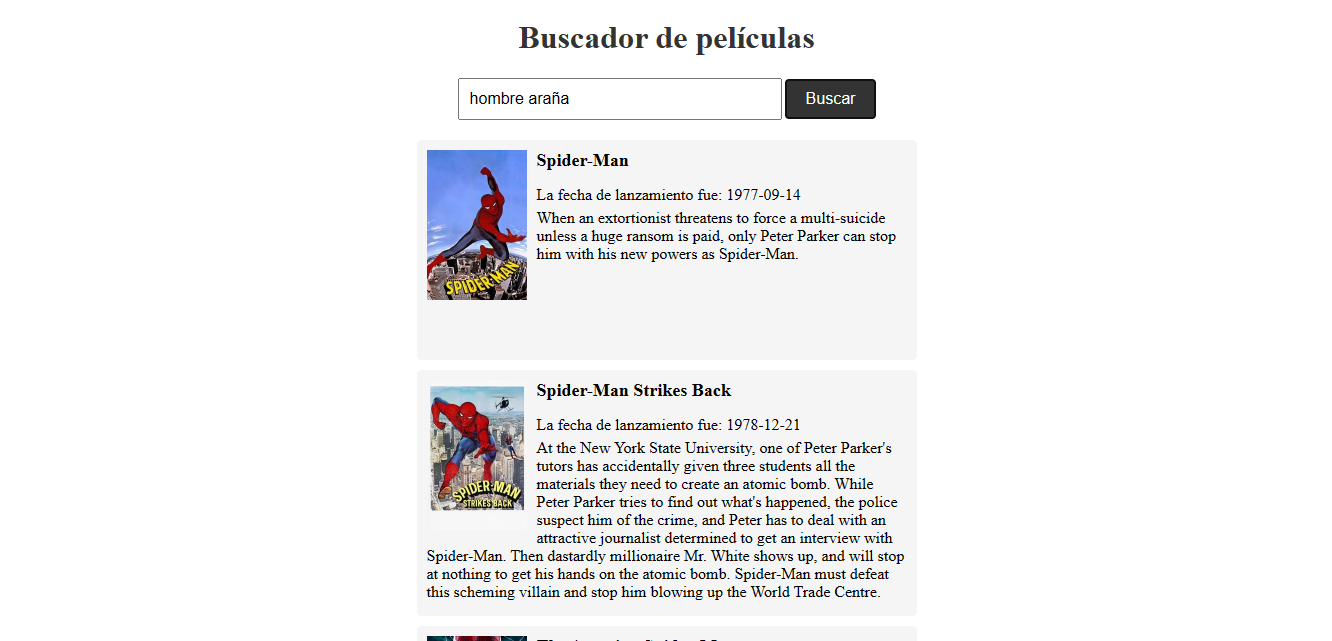 Buscador de películas
hombre araña
Buscar
Spider-Man
La fecha de lanzamiento fue: 1977-09-14
When an extortionist threatens to force a multi-suicide
unless a huge ransom is paid, only Peter Parker can stop
him with his new powers as Spider-Man.
SPIDER-MAN
Spider-Man Strikes Back
La fecha de lanzamiento fue: 1978-12-21
At the New York State University, one of Peter Parker's
tutors has accidentally given three students all the
materials they need to create an atomic bomb. While
Peter Parker tries to find out what's happened, the police
suspect him of the crime, and Peter has to deal with an
attractive journalist determined to get an interview with
Spider-Man. Then dastardly millionaire Mr. White shows up, and will stop
at nothing to get his hands on the atomic bomb. Spider-Man must defeat
this scheming villain and stop him blowing up the World Trade Centre.
SPIDER-MAN
STRIKES BACK